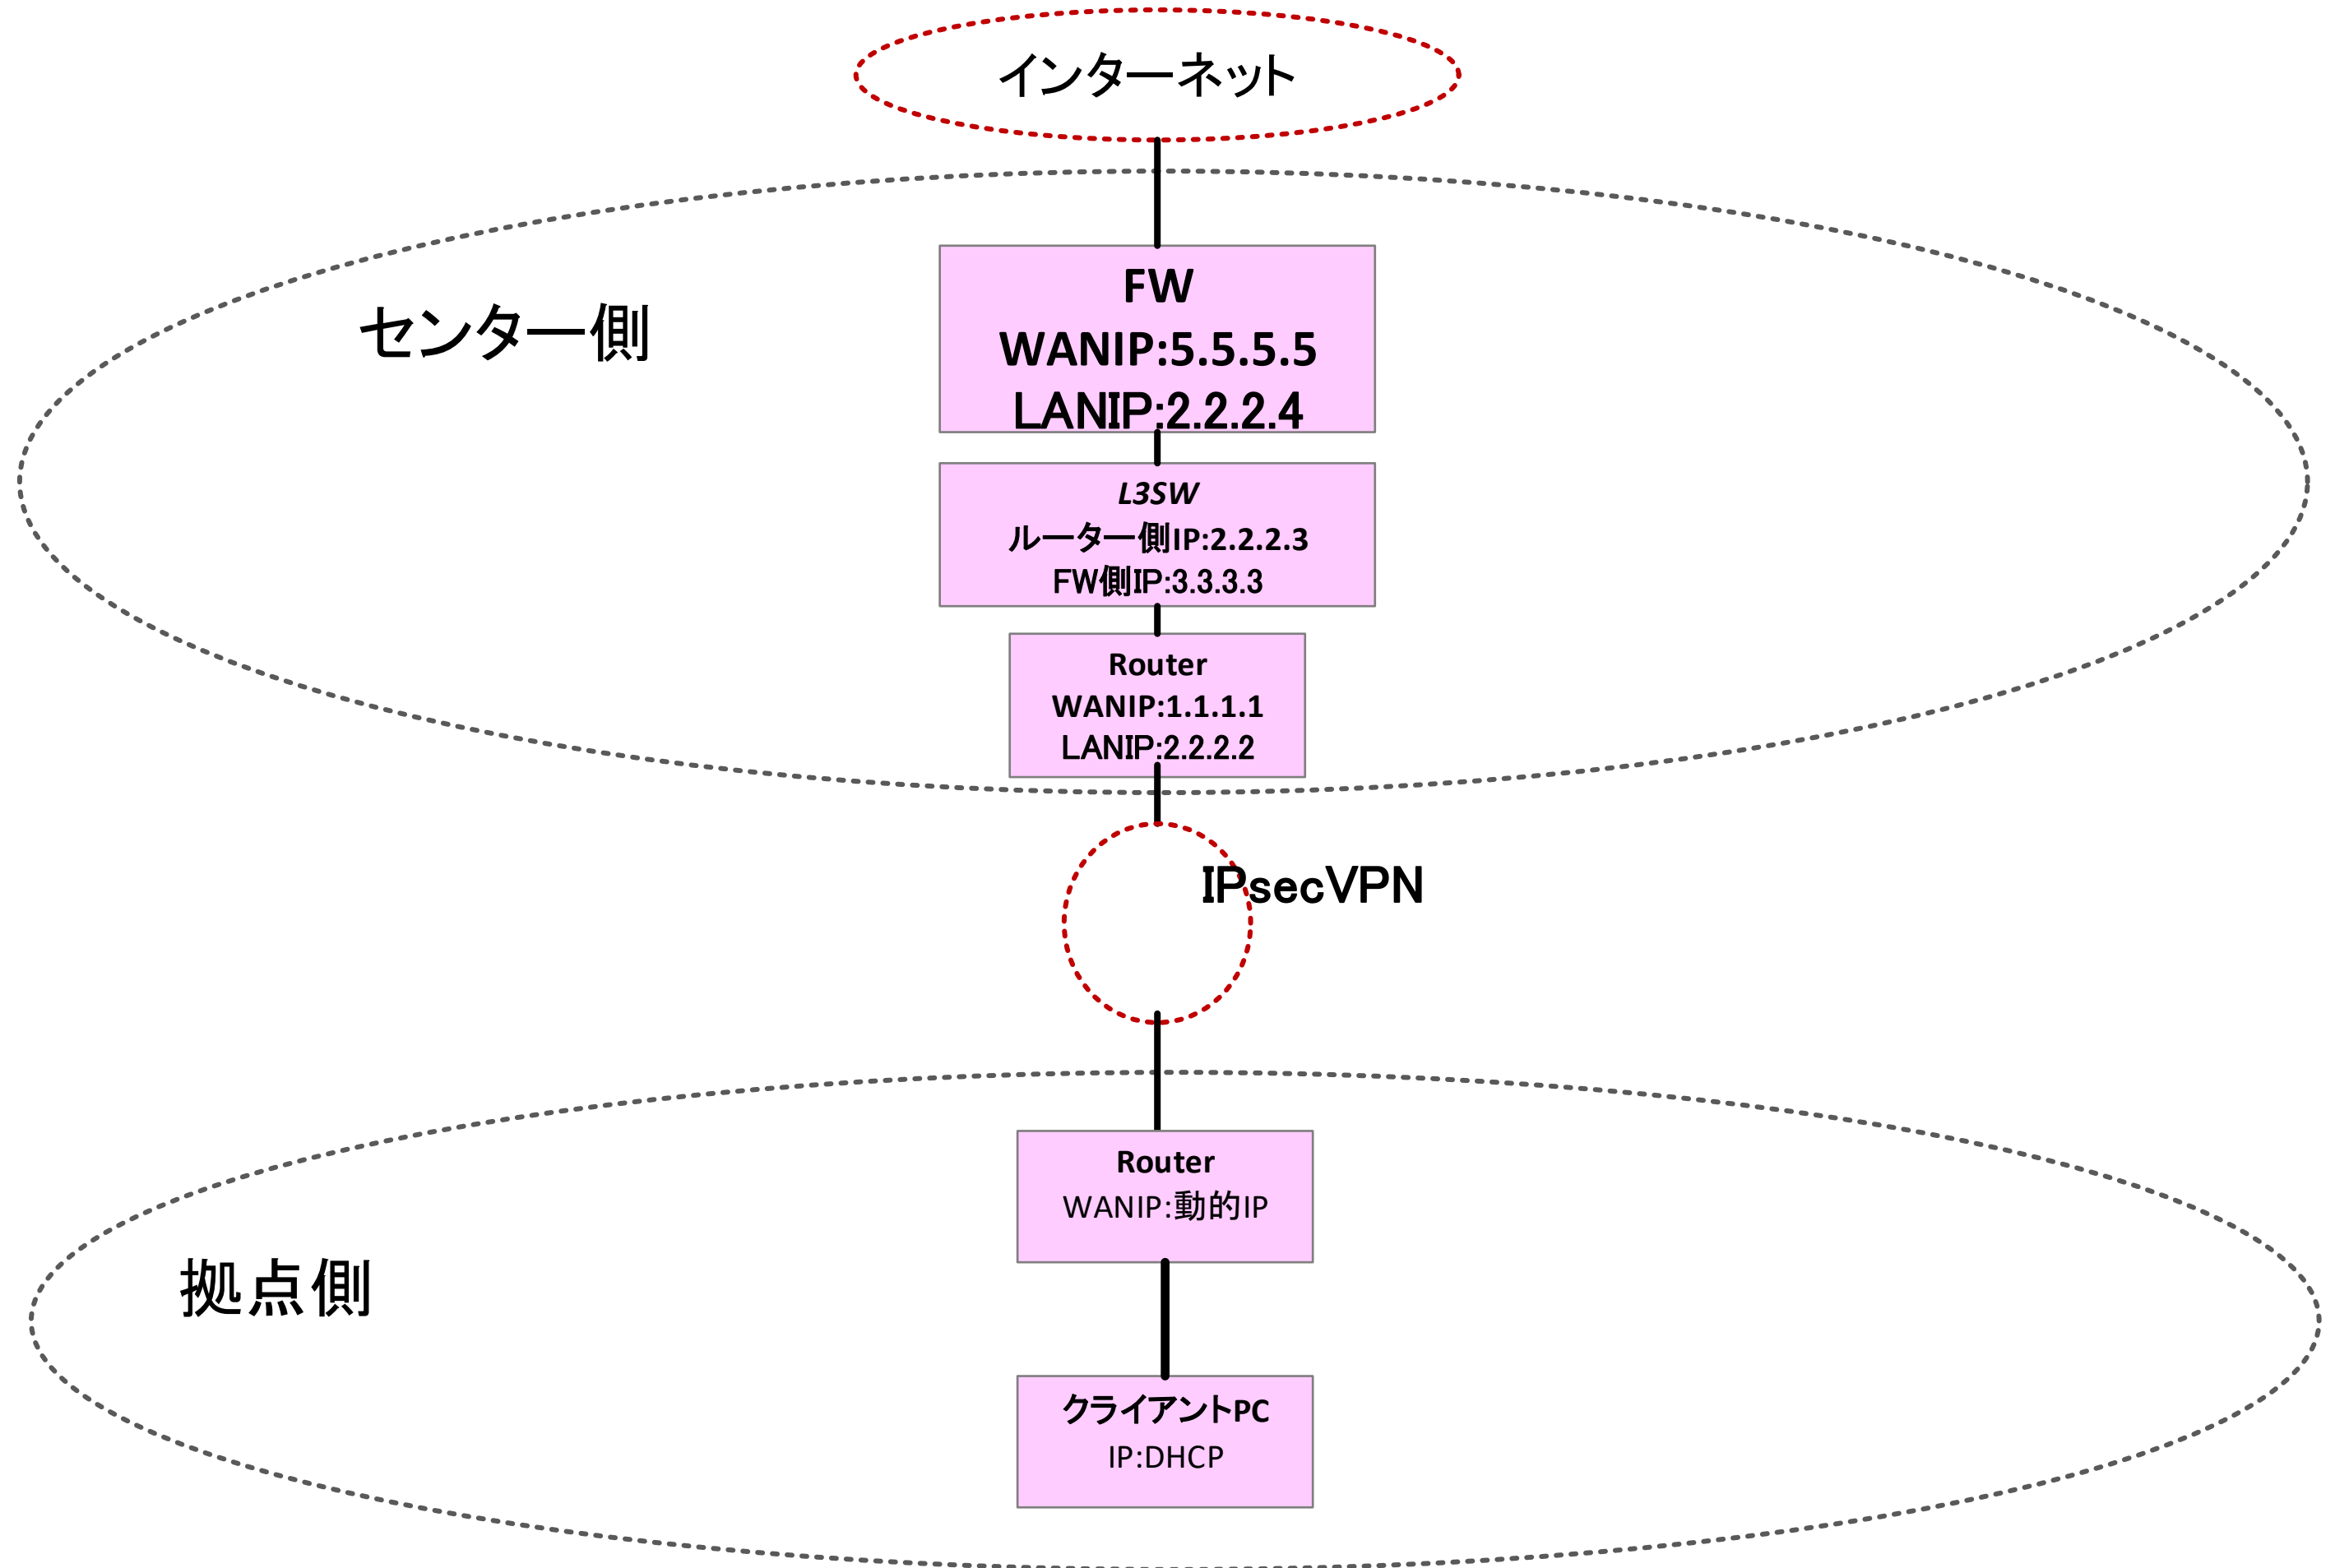 インターネット
センター側
FW
WANIP:5.5.5.5
LANIP:2.2.2.4
L3SW
ルーター側IP:2.2.2.3
FW側IP:3.3.3.3
Router
WANIP:1.1.1.1
LANIP:2.2.2.2
IPsecVPN
Router
WANIP:動的IP
拠点側
クライアントPC
IP:DHCP